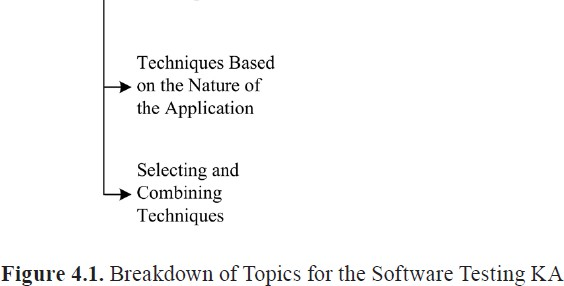 Techniques Based
on the Nature of
the Application
Selecting and
Combining
Techniques
Figure 4.1. Breakdown of Topics for the Software Testing KA